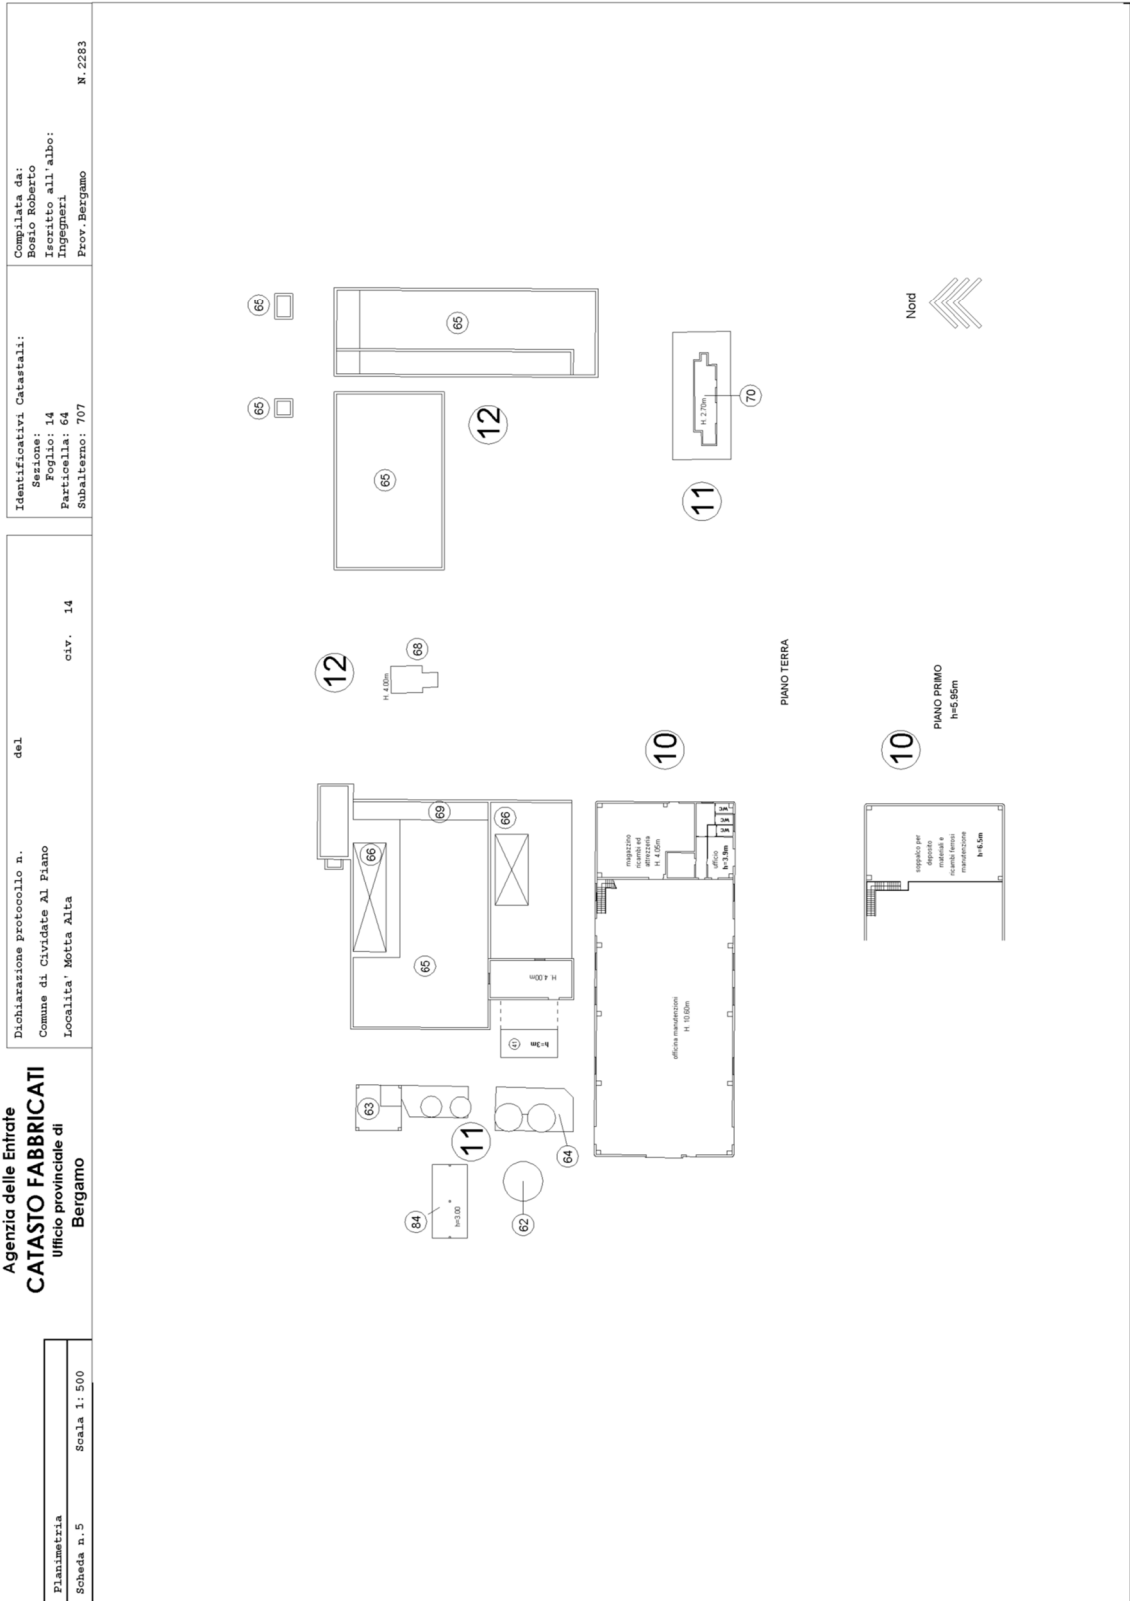 Agenzia delle Entrate
CATASTO FABBRICATI
Ufficio provinciale di
Bergamo
Planimetria
Scheda n.5 Scala 1: 500
Dichiarazione protocollo n. del
Comune di Cividate Al Piano
Localita' Motta Alta civ. 14
Identificativi Catastali:
Sezione:
Foglio: 14
Particella: 64
Subalterno: 707
Compilata da:
Bosio Roberto
Iscritto all'albo:
Ingegneri
Prov.Bergamo N.2283
65
65
65
65
12
12
H. 4.00m
68
69
66
66
65
H. 4.00m
41
h=3m
63
11
64
84
h=3.00
62
H. 2.70m
70
11
Nord
10
magazzino
ricambi ed
attrezzeria
H. 4.05m
ufficio
h=3.9m
WC
WC
WC
officina manutenzioni
H. 10.60m
PIANO TERRA
10
PIANO PRIMO
h=5.95m
soppalco per
deposito
materiali e
ricambi ferrosi
manutenzione
h=6.5m